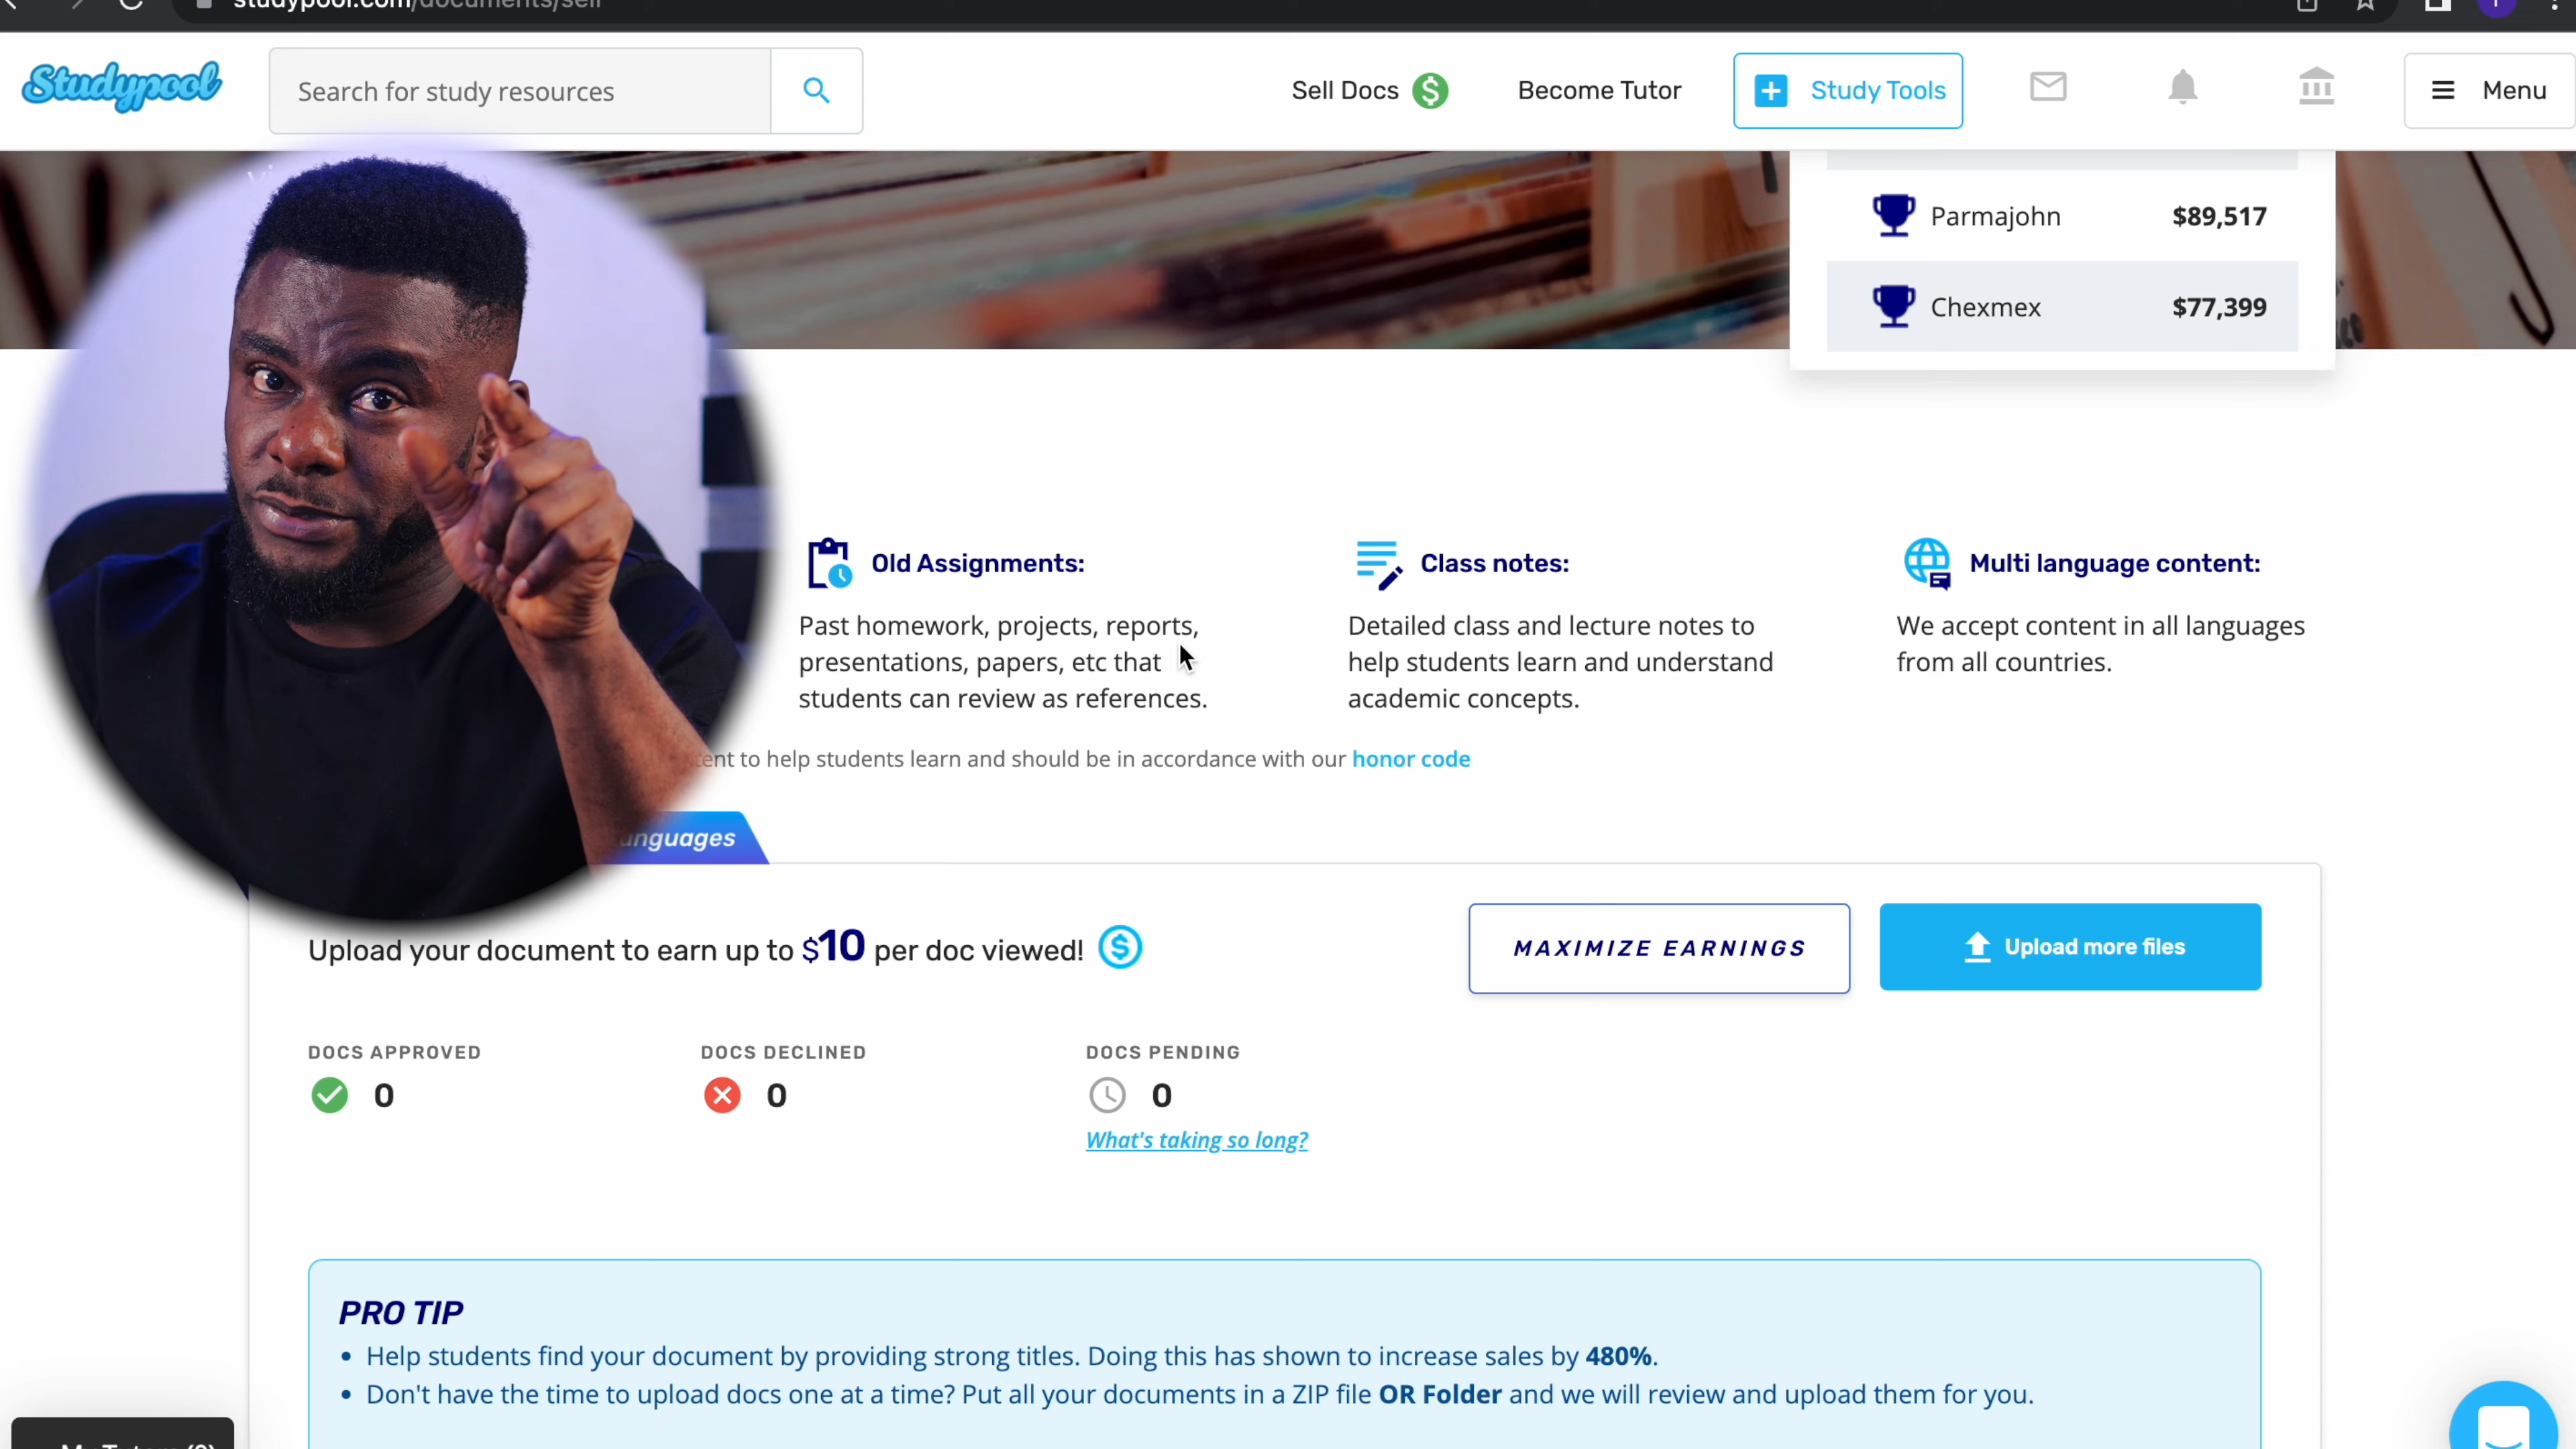 studypool.com/documents/sell
Studypool
Search for study resources
Sell Docs
Become Tutor
Study Tools
Menu
Parmajohn $89,517
Chexmex $77,399
Old Assignments:
Past homework, projects, reports,
presentations, papers, etc that
students can review as references.
Class notes:
Detailed class and lecture notes to
help students learn and understand
academic concepts.
Multi language content:
We accept content in all languages
from all countries.
to help students learn and should be in accordance with our honor code
Upload your document to earn up to $10 per doc viewed!
MAXIMIZE EARNINGS
Upload more files
DOCS APPROVED
0
DOCS DECLINED
0
DOCS PENDING
0
What's taking so long?
PRO TIP
• Help students find your document by providing strong titles. Doing this has shown to increase sales by 480%.
• Don't have the time to upload docs one at a time? Put all your documents in a ZIP file OR Folder and we will review and upload them for you.